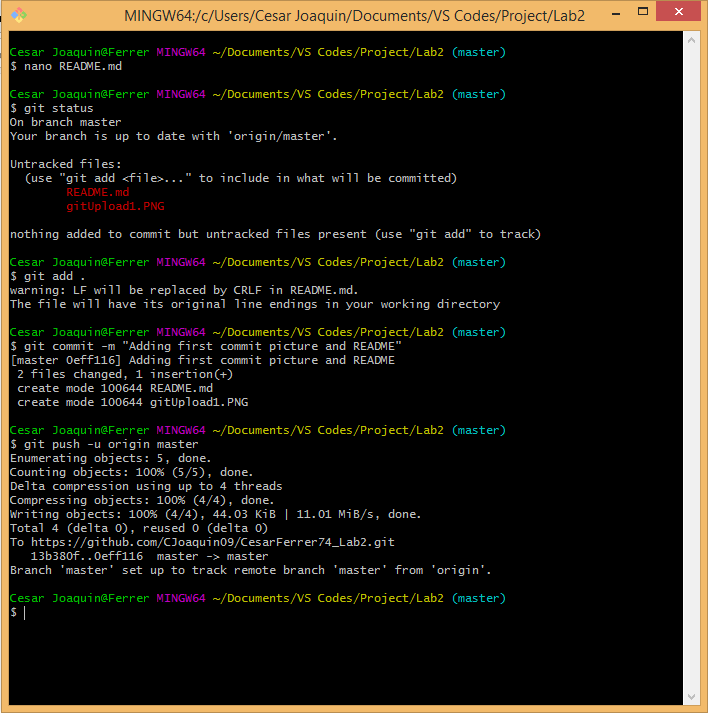 MINGW64:/c/Users/Cesar Joaquin/Documents/VS Codes/Project/Lab2
Cesar Joaquin@Ferrer MINGW64 ~/Documents/VS Codes/Project/Lab2 (master)
$ nano README.md
Cesar Joaquin@Ferrer MINGW64 ~/Documents/VS Codes/Project/Lab2 (master)
$ git status
On branch master
Your branch is up to date with 'origin/master'.
Untracked files:
  (use "git add <file>..." to include in what will be committed)
        README.md
        gitUpload1.PNG
nothing added to commit but untracked files present (use "git add" to track)
Cesar Joaquin@Ferrer MINGW64 ~/Documents/VS Codes/Project/Lab2 (master)
$ git add .
warning: LF will be replaced by CRLF in README.md.
The file will have its original line endings in your working directory
Cesar Joaquin@Ferrer MINGW64 ~/Documents/VS Codes/Project/Lab2 (master)
$ git commit -m "Adding first commit picture and README"
[master 0eff116] Adding first commit picture and README
 2 files changed, 1 insertion(+)
 create mode 100644 README.md
 create mode 100644 gitUpload1.PNG
Cesar Joaquin@Ferrer MINGW64 ~/Documents/VS Codes/Project/Lab2 (master)
$ git push -u origin master
Enumerating objects: 5, done.
Counting objects: 100% (5/5), done.
Delta compression using up to 4 threads
Compressing objects: 100% (4/4), done.
Writing objects: 100% (4/4), 44.03 KiB | 11.01 MiB/s, done.
Total 4 (delta 0), reused 0 (delta 0)
To https://github.com/CJoaquin09/CesarFerrer74_Lab2.git
   13b380f..0eff116  master -> master
Branch 'master' set up to track remote branch 'master' from 'origin'.
Cesar Joaquin@Ferrer MINGW64 ~/Documents/VS Codes/Project/Lab2 (master)
$